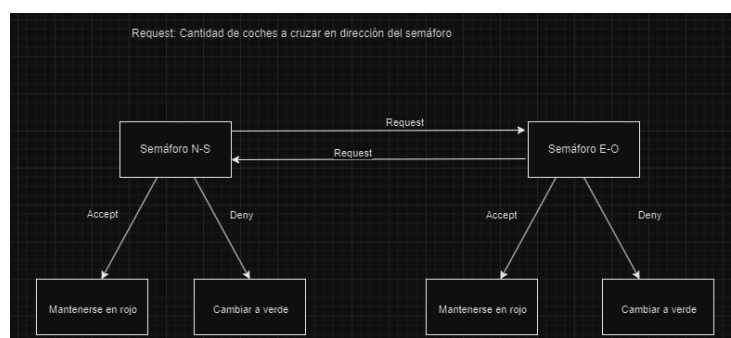 Request: Cantidad de coches a cruzar en dirección del semáforo
Request
Semáforo N-S
Semáforo E-O
Request
Accept
Deny
Accept
Deny
Mantenerse en rojo
Cambiar a verde
Mantenerse en rojo
Cambiar a verde